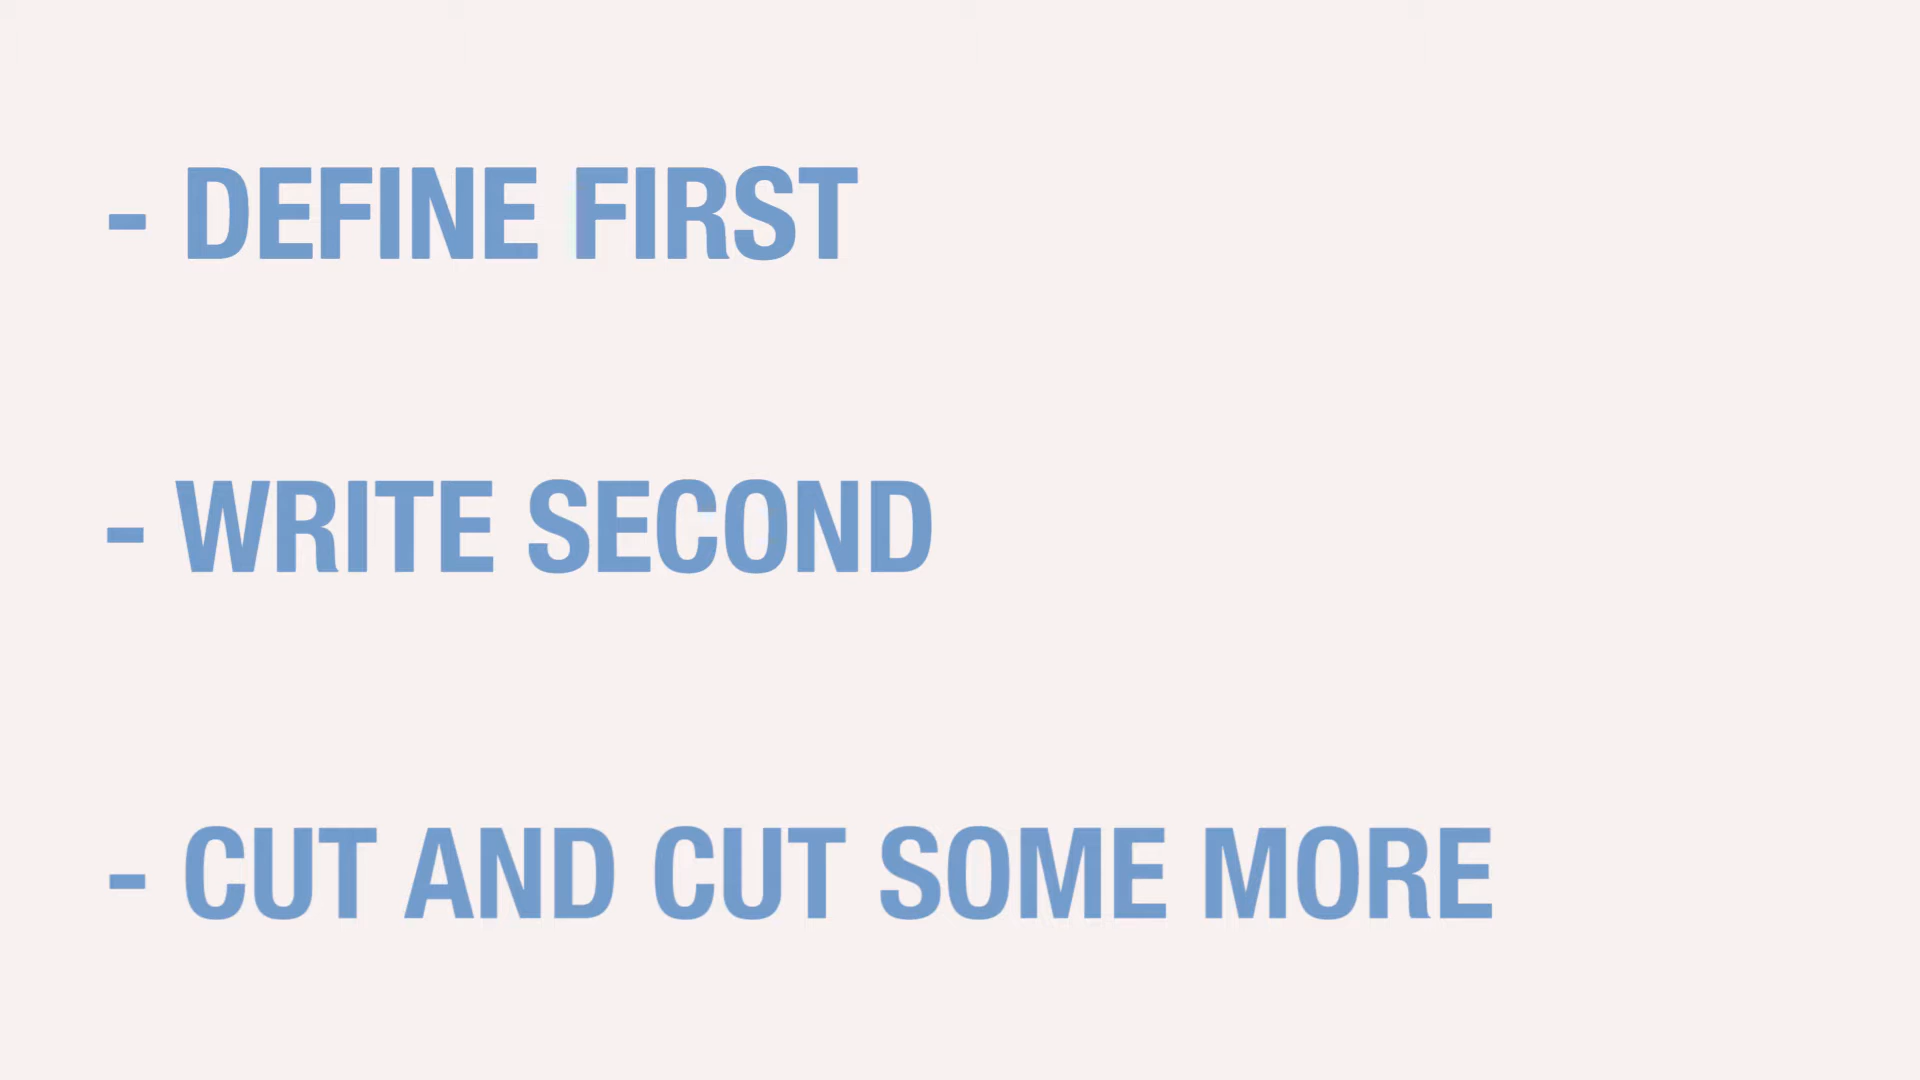 - DEFINE FIRST
- WRITE SECOND
- CUT AND CUT SOME MORE